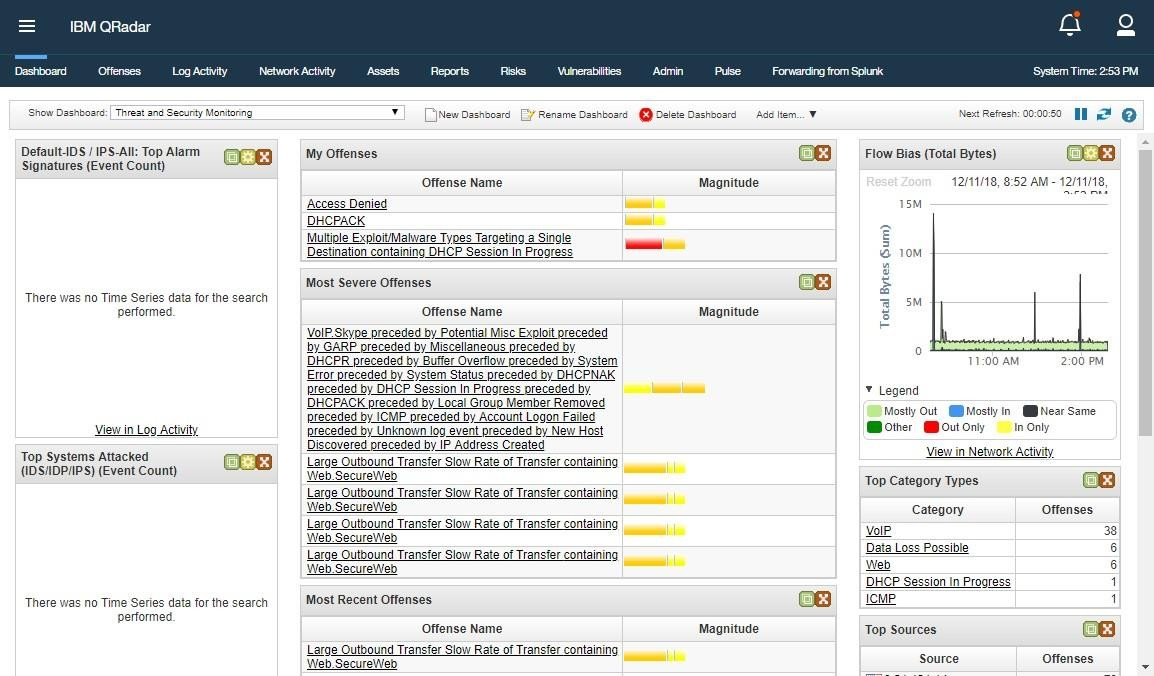 IBM QRadar
Dashboard Offenses Log Activity Network Activity Assets Reports Risks Vulnerabilities Admin Pulse Forwarding from Splunk System Time: 2:53 PM
Show Dashboard: Threat and Security Monitoring New Dashboard Rename Dashboard Delete Dashboard Add Item... Next Refresh: 00:00:50
Default-IDS / IPS-All: Top Alarm
Signatures (Event Count)
There was no Time Series data for the search
performed.
View in Log Activity
Top Systems Attacked
(IDS/IDP/IPS) (Event Count)
There was no Time Series data for the search
performed.
My Offenses
Offense Name Magnitude
Access Denied
DHCPACK
Multiple Exploit/Malware Types Targeting a Single
Destination containing DHCP Session In Progress
Most Severe Offenses
Offense Name Magnitude
VoIP.Skype preceded by Potential Misc Exploit preceded
by GARP preceded by Miscellaneous preceded by
DHCPR preceded by Buffer Overflow preceded by System
Error preceded by System Status preceded by DHCPNAK
preceded by DHCP Session In Progress preceded by
DHCPACK preceded by Local Group Member Removed
preceded by ICMP preceded by Account Logon Failed
preceded by Unknown log event preceded by New Host
Discovered preceded by IP Address Created
Large Outbound Transfer Slow Rate of Transfer containing
Web.SecureWeb
Large Outbound Transfer Slow Rate of Transfer containing
Web.SecureWeb
Large Outbound Transfer Slow Rate of Transfer containing
Web.SecureWeb
Large Outbound Transfer Slow Rate of Transfer containing
Web.SecureWeb
Most Recent Offenses
Offense Name Magnitude
Large Outbound Transfer Slow Rate of Transfer containing
Web.SecureWeb
Flow Bias (Total Bytes)
Reset Zoom 12/11/18, 8:52 AM - 12/11/18,
Total Bytes (Sum)
15M
10M
5M
0
11:00 AM 2:00 PM
Legend
Mostly Out Mostly In Near Same
Other Out Only In Only
View in Network Activity
Top Category Types
Category Offenses
VoIP 38
Data Loss Possible 6
Web 6
DHCP Session In Progress 1
ICMP 1
Top Sources
Source Offenses